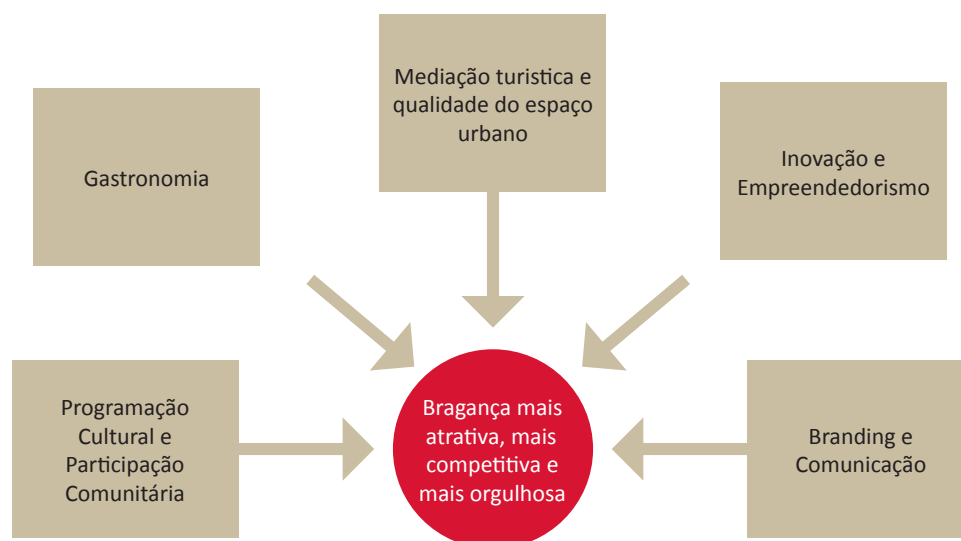 Mediação turistica e
qualidade do espaço
urbano
Gastronomia
Inovação e
Empreendedorismo
Programação
Cultural e
Participação
Comunitária
Bragança mais
atrativa, mais
competitiva e
mais orgulhosa
Branding e
Comunicação